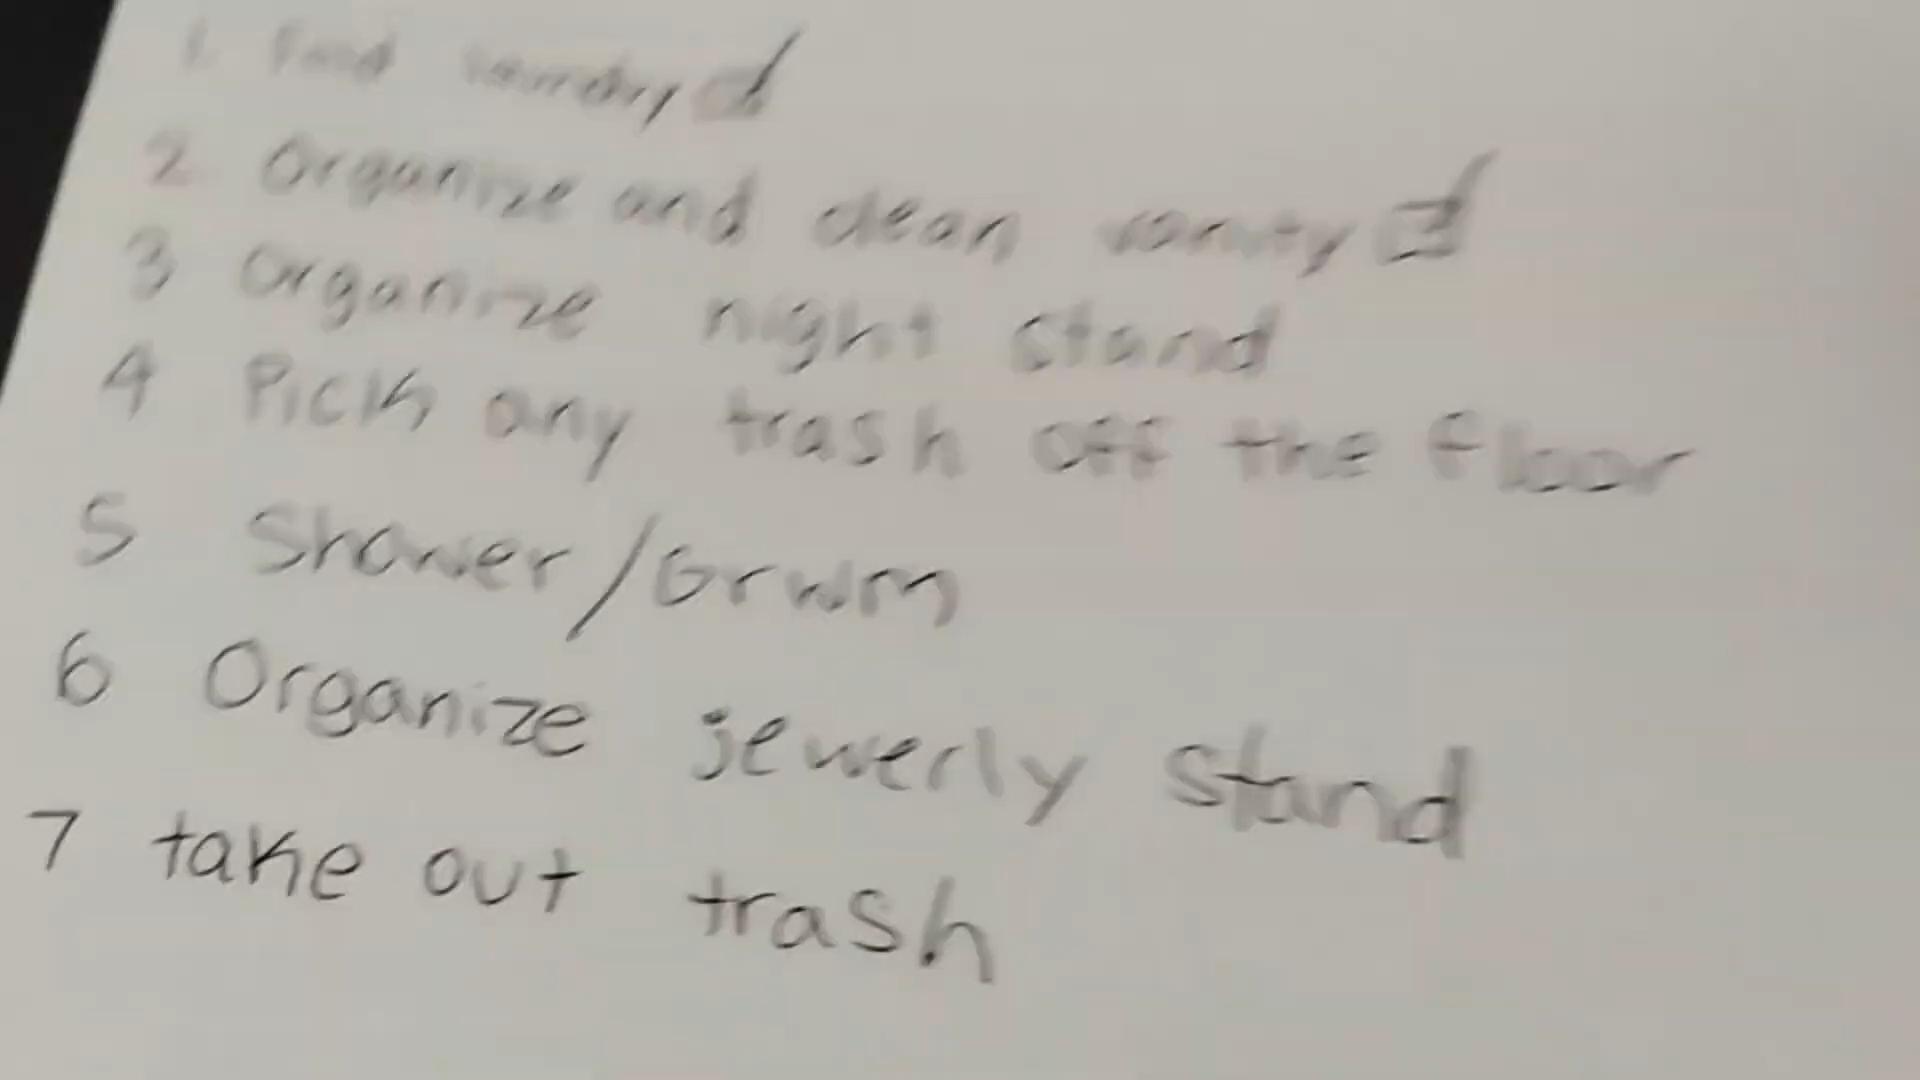 1. Fold laundry ☑
2 Organize and clean vanity ☑
3 Organize night stand
4 Pick any trash off the floor
5 Shower/Grwm
6 Organize jewerly stand
7 take out trash